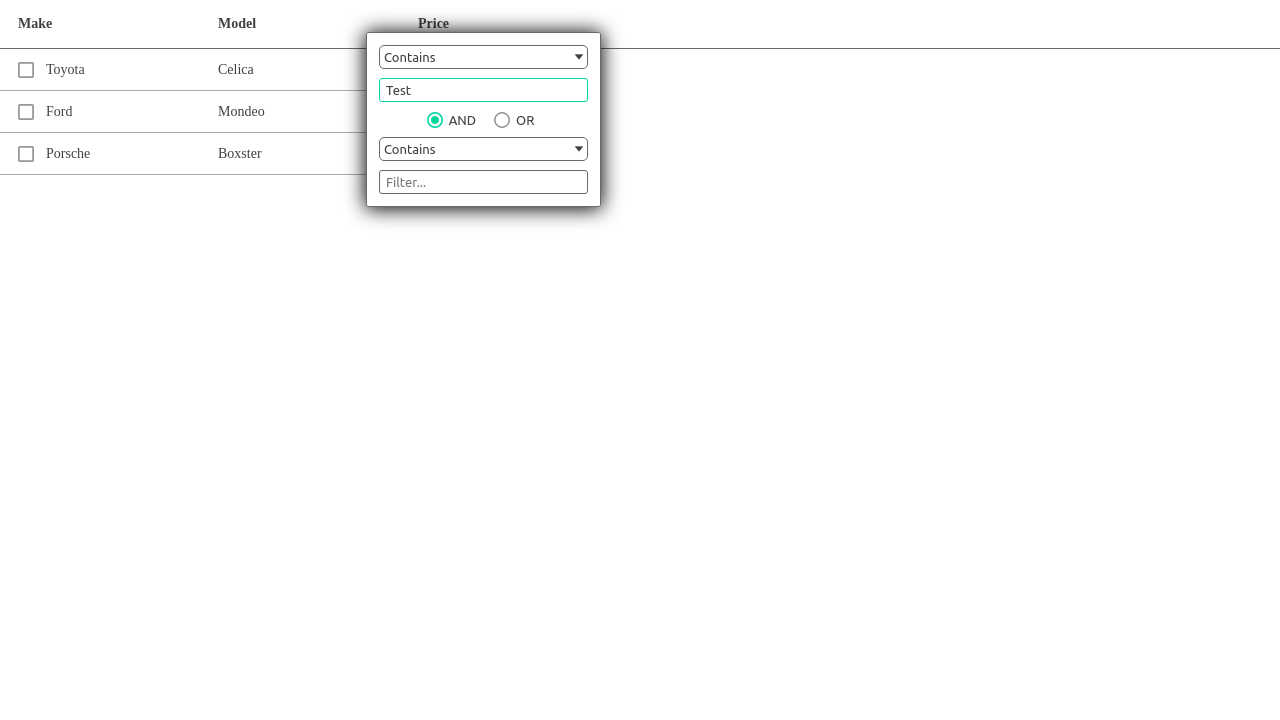 Make Model Price
Contains
Toyota Celica
Test
Ford Mondeo
AND OR
Contains
Porsche Boxster
Filter...